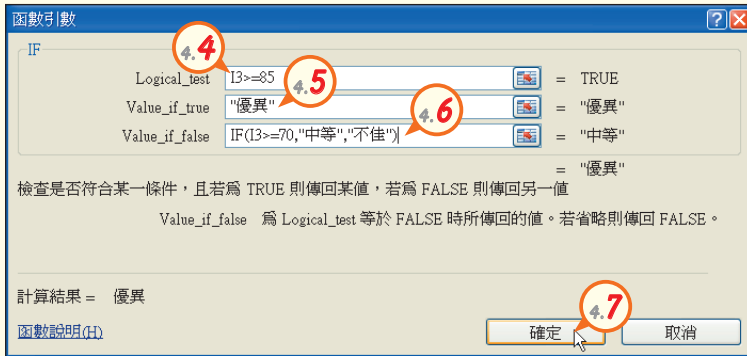 函數引數
IF
4.4
Logical_test I3>=85 = TRUE
4.5
Value_if_true "優異" = "優異"
4.6
Value_if_false IF(I3>=70,"中等","不佳") = "中等"
= "優異"
檢查是否符合某一條件，且若為 TRUE 則傳回某值，若為 FALSE 則傳回另一值
Value_if_false 為 Logical_test 等於 FALSE 時所傳回的值。若省略則傳回 FALSE。
計算結果 = 優異
4.7
函數說明(H) 確定 取消